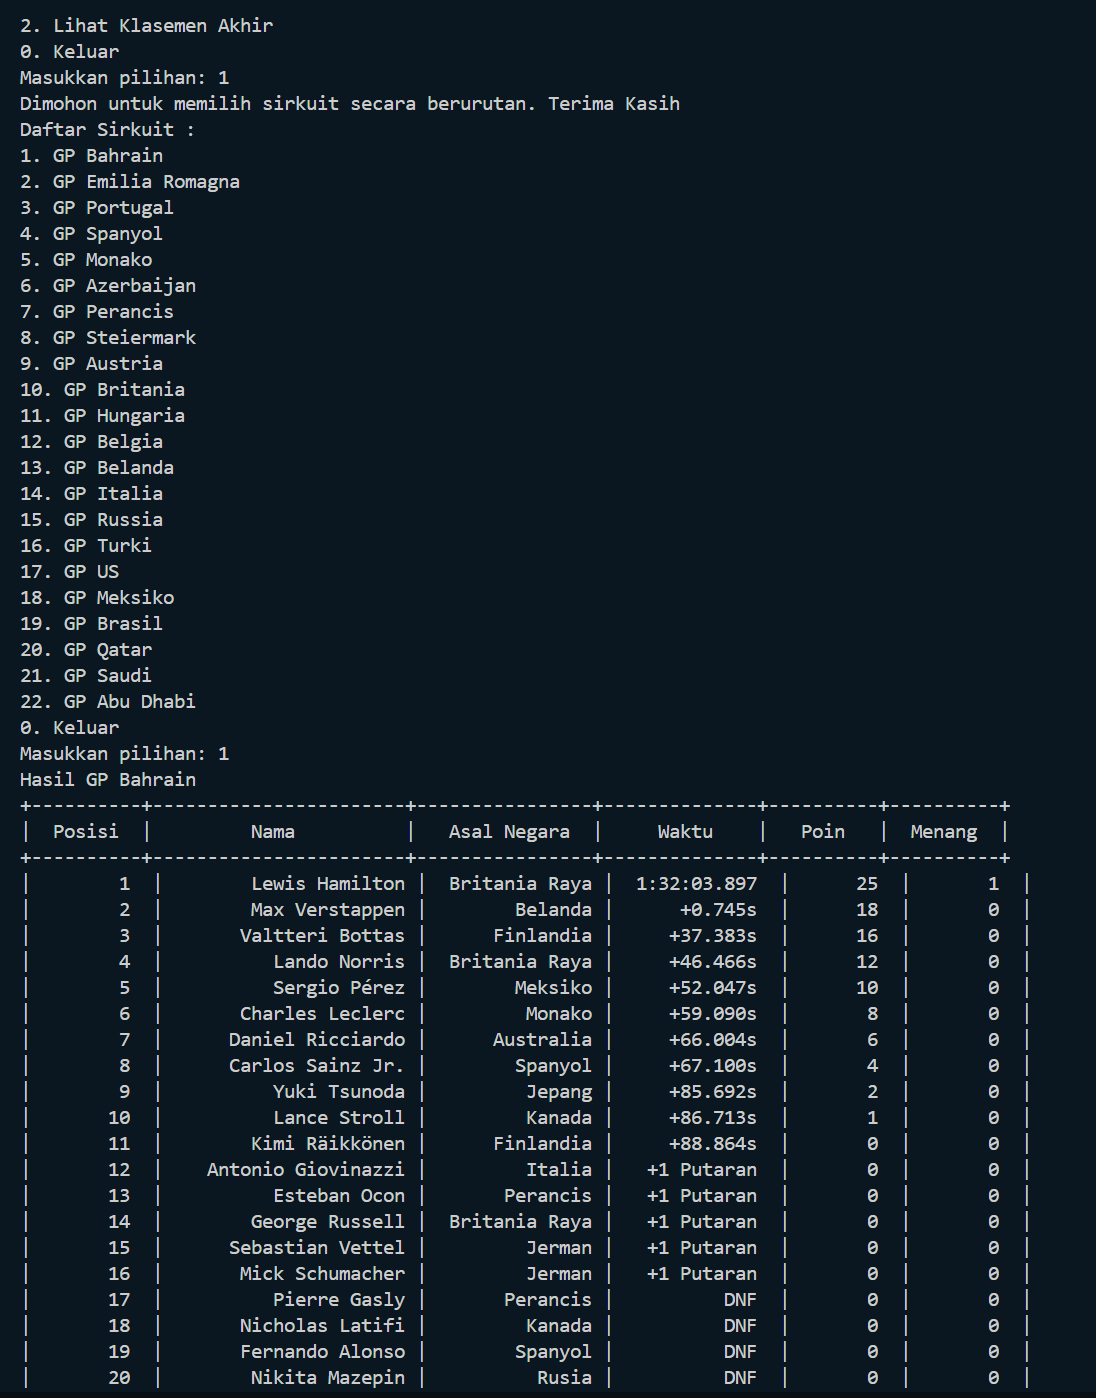 2. Lihat Klasemen Akhir
0. Keluar
Masukkan pilihan: 1
Dimohon untuk memilih sirkuit secara berurutan. Terima Kasih
Daftar Sirkuit :
1. GP Bahrain
2. GP Emilia Romagna
3. GP Portugal
4. GP Spanyol
5. GP Monako
6. GP Azerbaijan
7. GP Perancis
8. GP Steiermark
9. GP Austria
10. GP Britania
11. GP Hungaria
12. GP Belgia
13. GP Belanda
14. GP Italia
15. GP Russia
16. GP Turki
17. GP US
18. GP Meksiko
19. GP Brasil
20. GP Qatar
21. GP Saudi
22. GP Abu Dhabi
0. Keluar
Masukkan pilihan: 1
Hasil GP Bahrain
+----------+-----------------------+----------------+--------------+----------+----------+
|  Posisi  |         Nama          |   Asal Negara  |     Waktu    |   Poin   |  Menang  |
+----------+-----------------------+----------------+--------------+----------+----------+
|        1  |        Lewis Hamilton |  Britania Raya |  1:32:03.897  |      25  |       1  |
|        2  |        Max Verstappen |        Belanda |      +0.745s  |      18  |       0  |
|        3  |       Valtteri Bottas |      Finlandia |     +37.383s  |      16  |       0  |
|        4  |          Lando Norris |  Britania Raya |     +46.466s  |      12  |       0  |
|        5  |          Sergio Pérez |        Meksiko |     +52.047s  |      10  |       0  |
|        6  |       Charles Leclerc |         Monako |     +59.090s  |       8  |       0  |
|        7  |      Daniel Ricciardo |      Australia |     +66.004s  |       6  |       0  |
|        8  |      Carlos Sainz Jr. |        Spanyol |     +67.100s  |       4  |       0  |
|        9  |          Yuki Tsunoda |         Jepang |     +85.692s  |       2  |       0  |
|       10  |          Lance Stroll |         Kanada |     +86.713s  |       1  |       0  |
|       11  |        Kimi Räikkönen |      Finlandia |     +88.864s  |       0  |       0  |
|       12  |    Antonio Giovinazzi |         Italia |   +1 Putaran  |       0  |       0  |
|       13  |          Esteban Ocon |       Perancis |   +1 Putaran  |       0  |       0  |
|       14  |        George Russell |  Britania Raya |   +1 Putaran  |       0  |       0  |
|       15  |      Sebastian Vettel |         Jerman |   +1 Putaran  |       0  |       0  |
|       16  |       Mick Schumacher |         Jerman |   +1 Putaran  |       0  |       0  |
|       17  |          Pierre Gasly |       Perancis |          DNF  |       0  |       0  |
|       18  |       Nicholas Latifi |         Kanada |          DNF  |       0  |       0  |
|       19  |       Fernando Alonso |        Spanyol |          DNF  |       0  |       0  |
|       20  |        Nikita Mazepin |          Rusia |          DNF  |       0  |       0  |